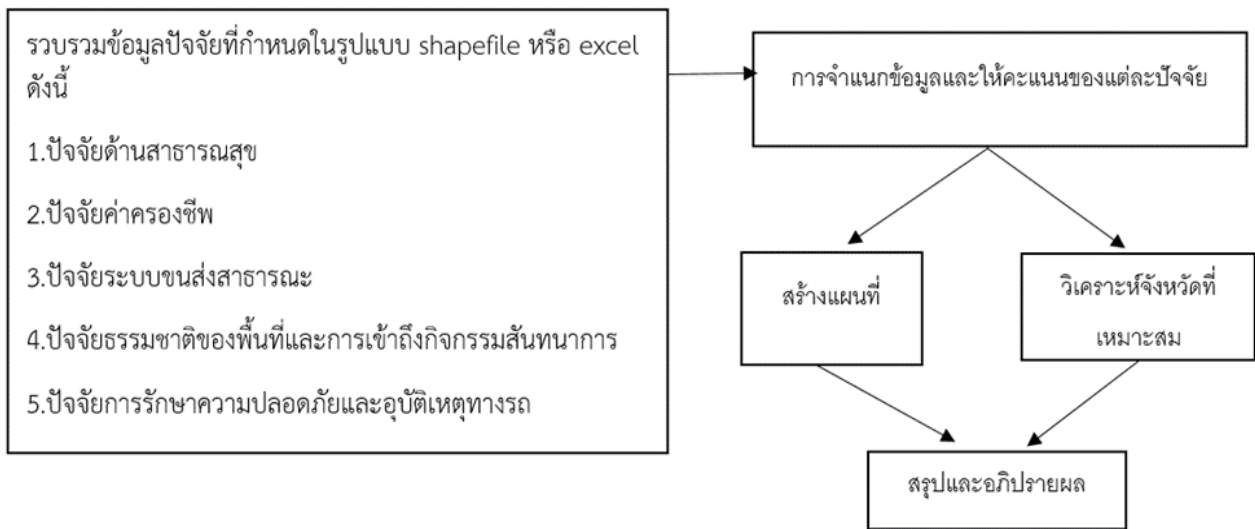 รวบรวมข้อมูลปัจจัยที่กำหนดในรูปแบบ shapefile หรือ excel
ดังนี้
1.ปัจจัยด้านสาธารณสุข
2.ปัจจัยค่าครองชีพ
3.ปัจจัยระบบขนส่งสาธารณะ
4.ปัจจัยธรรมชาติของพื้นที่และการเข้าถึงกิจกรรมสันทนาการ
5.ปัจจัยการรักษาความปลอดภัยและอุบัติเหตุทางรถ
การจำแนกข้อมูลและให้คะแนนของแต่ละปัจจัย
สร้างแผนที่
วิเคราะห์จังหวัดที่
เหมาะสม
สรุปและอภิปรายผล